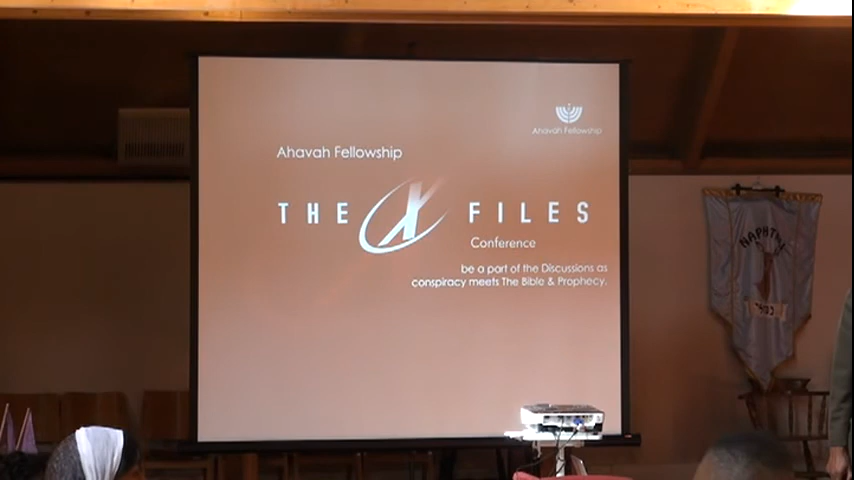 Ahavah Fellowship
Ahavah Fellowship
THE X FILES
Conference
be a part of the Discussions as
conspiracy meets The Bible & Prophecy.
NAPHTALI